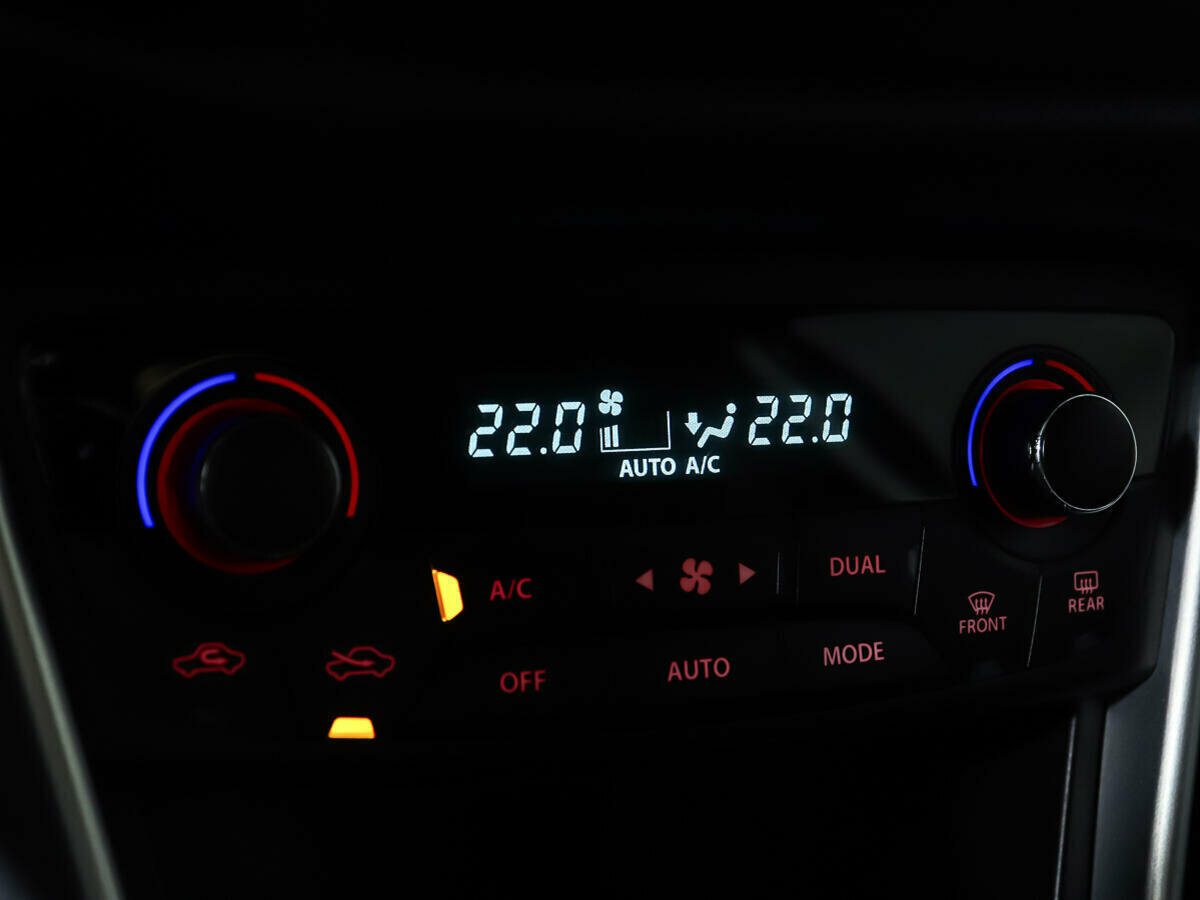 22.0 22.0
AUTO A/C
A/C DUAL
FRONT REAR
OFF AUTO MODE